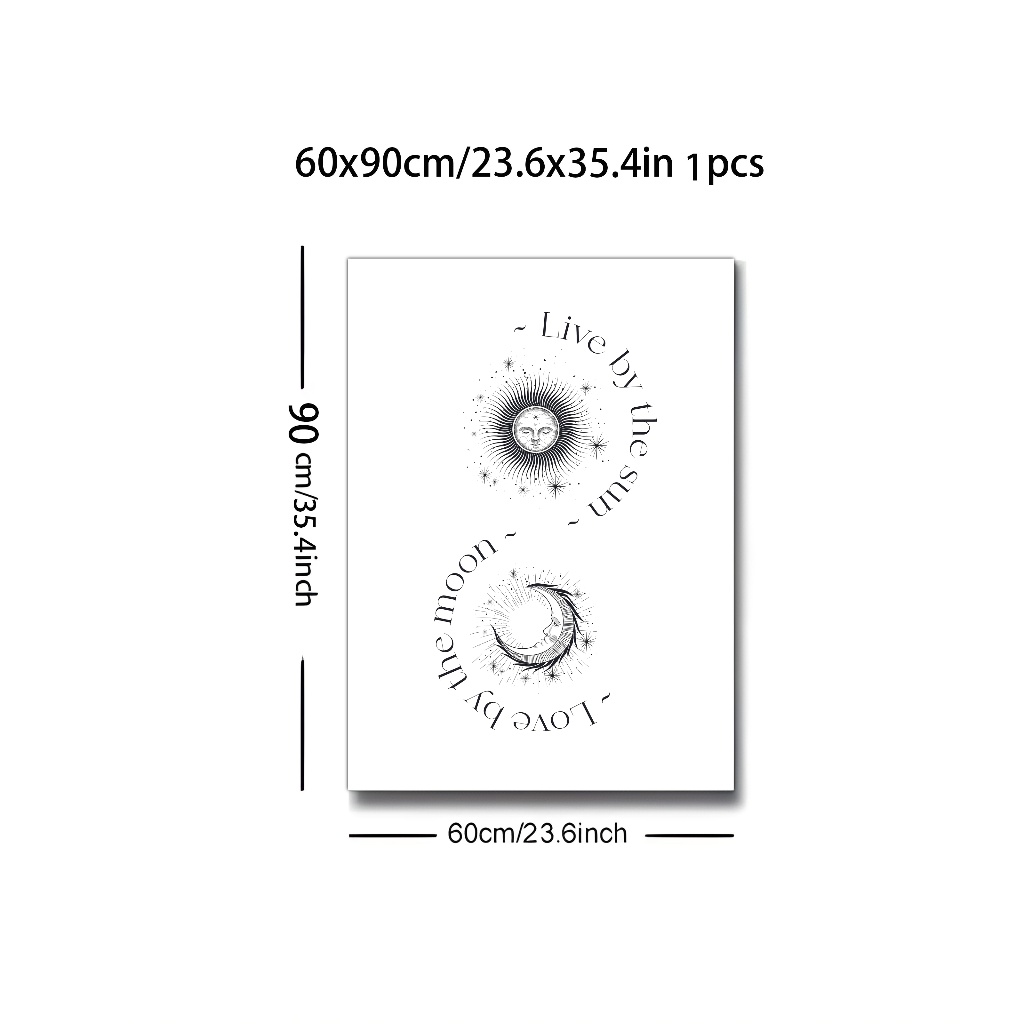 60x90cm/23.6x35.4in 1pcs
90 cm/35.4inch
~ Live by the sun ~
~ Love by the moon ~
60cm/23.6inch